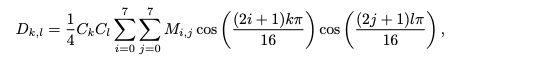 $D_{k,l} = \frac{1}{4} C_k C_l \sum_{i=0}^{7} \sum_{j=0}^{7} M_{i,j} \cos\left(\frac{(2i+1)k\pi}{16}\right) \cos\left(\frac{(2j+1)l\pi}{16}\right),$